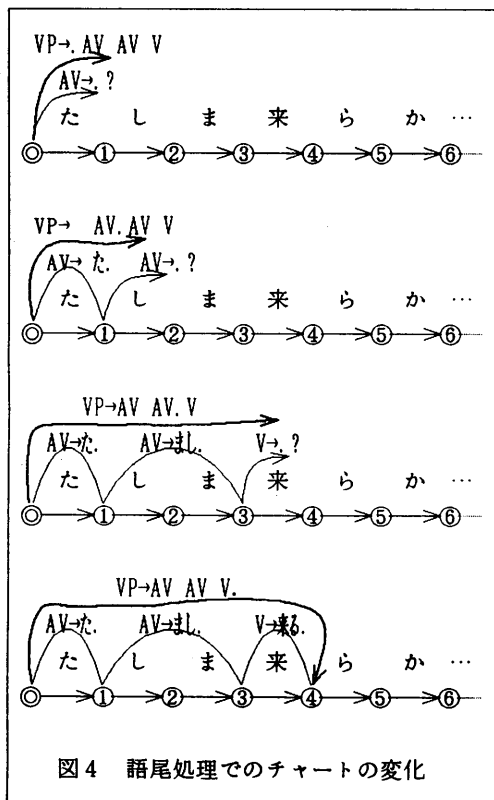 VP→. AV AV V
AV→. ?
た し ま 来 ら か …
◎ ① ② ③ ④ ⑤ ⑥
VP→ AV. AV V
AV→ た. AV→. ?
た し ま 来 ら か …
◎ ① ② ③ ④ ⑤ ⑥
VP→AV AV. V
AV→た. AV→まし. V→. ?
た し ま 来 ら か …
◎ ① ② ③ ④ ⑤ ⑥
VP→AV AV V.
AV→た. AV→まし. V→来る.
た し ま 来 ら か …
◎ ① ② ③ ④ ⑤ ⑥
図4 語尾処理でのチャートの変化